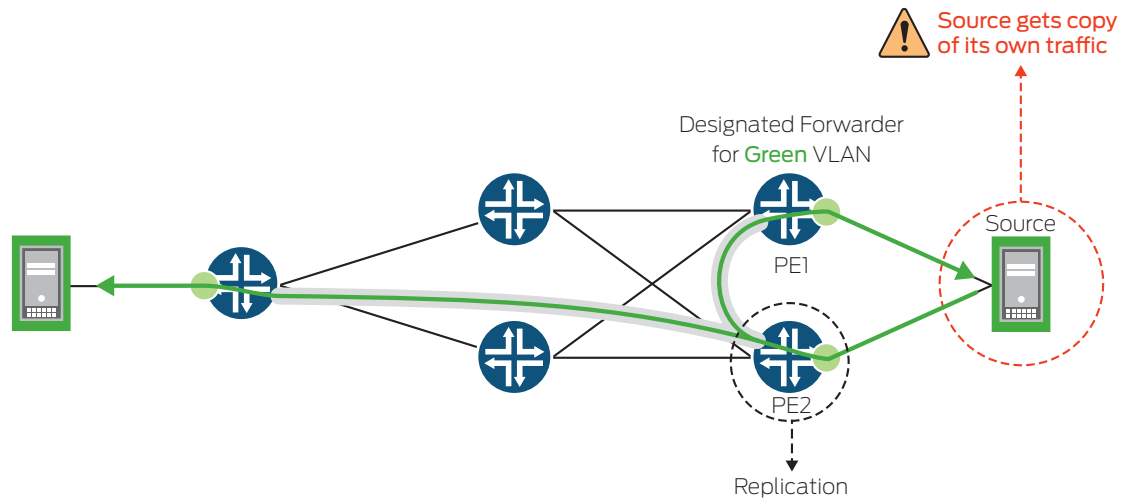 Source gets copy
of its own traffic
Designated Forwarder
for Green VLAN
Source
PE1
PE2
Replication